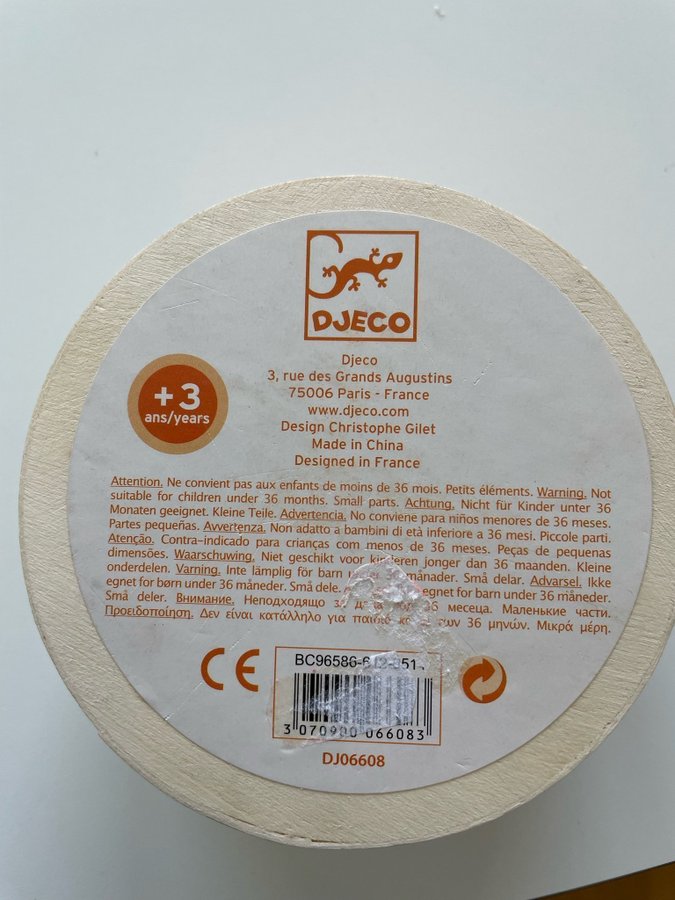 DJECO
Djeco
3, rue des Grands Augustins
75006 Paris - France
www.djeco.com
Design Christophe Gilet
Made in China
Designed in France
+3
ans/years
Attention. Ne convient pas aux enfants de moins de 36 mois. Petits éléments. Warning. Not
suitable for children under 36 months. Small parts. Achtung. Nicht für Kinder unter 36
Monaten geeignet. Kleine Teile. Advertencia. No conviene para niños menores de 36 meses.
Partes pequeñas. Avvertenza. Non adatto a bambini di età inferiore a 36 mesi. Piccole parti.
Atenção. Contra-indicado para crianças com menos de 36 meses. Peças de pequenas
dimensões. Waarschuwing. Niet geschikt voor kinderen jonger dan 36 maanden. Kleine
onderdelen. Varning. Inte lämplig för barn månader. Små delar. Advarsel. Ikke
egnet for børn under 36 måneder. Små dele. egnet for barn under 36 måneder.
Små deler. Внимание. Неподходящо 36 месеца. Маленькие части.
Προειδοποίηση. Δεν είναι κατάλληλο για 36 μηνών. Μικρά μέρη.
CE
3 070900 066083
DJ06608